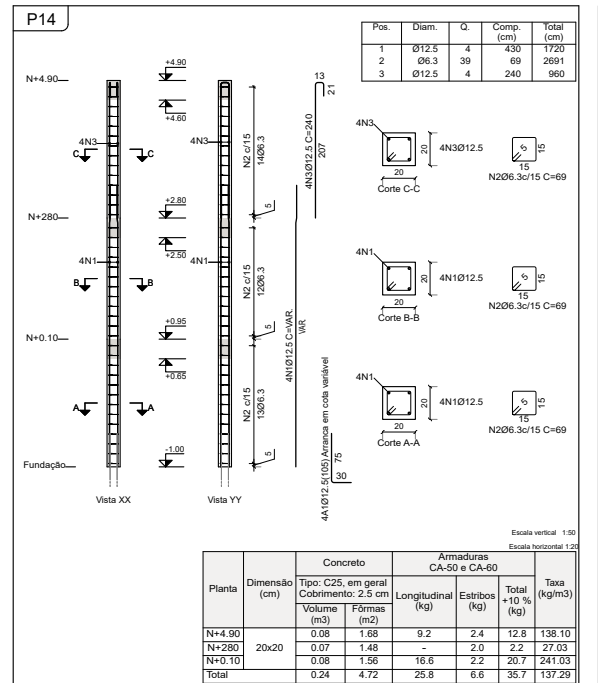 P14
Pos. Diam. Q. Comp. (cm) Total (cm)
1 Ø12.5 4 430 1720
2 Ø6.3 39 69 2691
3 Ø12.5 4 240 960
N+4.90
+4.90
+4.60
4N3
4N3
C C
N+280
+2.80
+2.50
4N1
4N1
B B
N+0.10
+0.95
+0.65
A A
Fundação
-1.00
Vista XX
Vista YY
N2 c/15
14Ø6.3
5
N2 c/15
12Ø6.3
5
N2 c/15
13Ø6.3
5
13
21
4N3Ø12.5 C=240
207
4N1Ø12.5 C=VAR.
VAR.
4A1Ø12.5(105) Arranca em cota variável
75
30
4N3
20
4N3Ø12.5
20
Corte C-C
5
15
15
N2Ø6.3c/15 C=69
4N1
20
4N1Ø12.5
20
Corte B-B
5
15
15
N2Ø6.3c/15 C=69
4N1
20
4N1Ø12.5
20
Corte A-A
5
15
15
N2Ø6.3c/15 C=69
Escala vertical 1:50
Escala horizontal 1:20
Planta Dimensão (cm) Concreto Armaduras CA-50 e CA-60 Taxa (kg/m3)
Tipo: C25, em geral
Cobrimento: 2.5 cm
Volume (m3) Fôrmas (m2) Longitudinal (kg) Estribos (kg) Total +10 % (kg)
N+4.90 0.08 1.68 9.2 2.4 12.8 138.10
N+280 20x20 0.07 1.48 - 2.0 2.2 27.03
N+0.10 0.08 1.56 16.6 2.2 20.7 241.03
Total 0.24 4.72 25.8 6.6 35.7 137.29